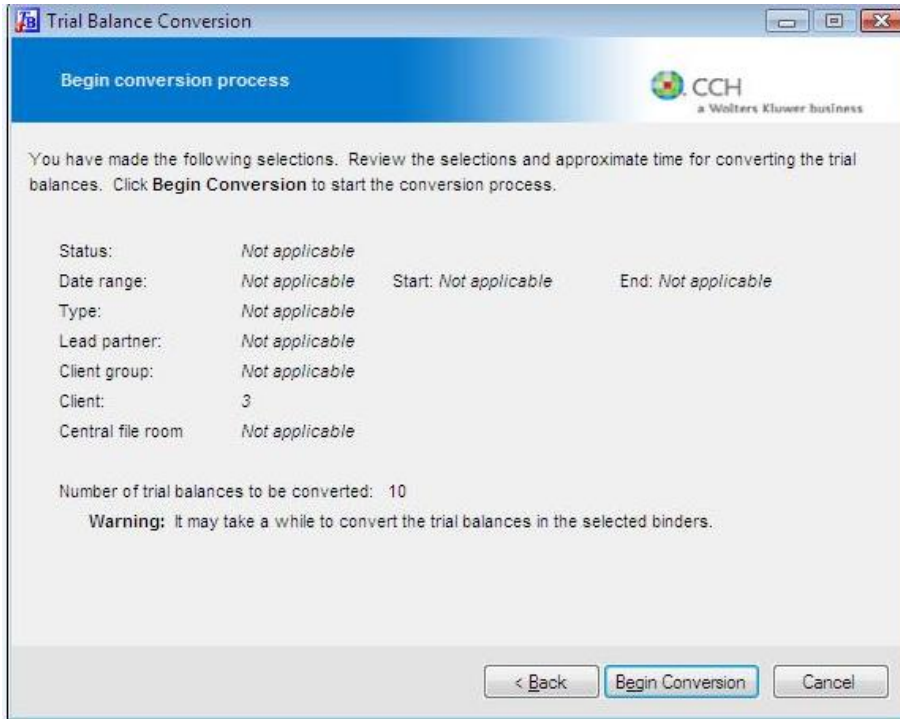 Trial Balance Conversion
Begin conversion process
CCH
a Wolters Kluwer business
You have made the following selections. Review the selections and approximate time for converting the trial
balances. Click Begin Conversion to start the conversion process.
Status: Not applicable
Date range: Not applicable Start: Not applicable End: Not applicable
Type: Not applicable
Lead partner: Not applicable
Client group: Not applicable
Client: 3
Central file room Not applicable
Number of trial balances to be converted: 10
Warning: It may take a while to convert the trial balances in the selected binders.
< Back Begin Conversion Cancel